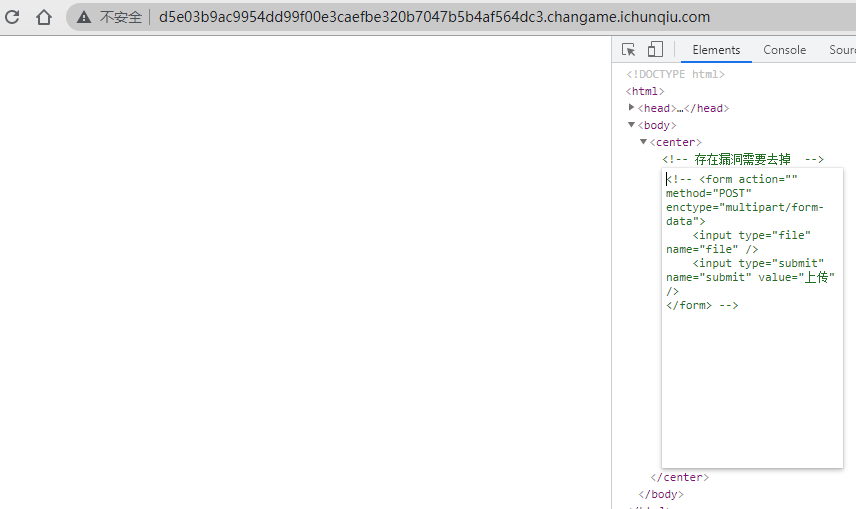 不安全 | d5e03b9ac9954dd99f00e3caefbe320b7047b5b4af564dc3.changame.ichunqiu.com
Elements Console Sourc
<!DOCTYPE html>
<html>
<head>…</head>
<body>
<center>
<!-- 存在漏洞需要去掉  -->
<!-- <form action=""
method="POST"
enctype="multipart/form-
data">
<input type="file"
name="file" />
<input type="submit"
name="submit" value="上传"
/>
</form> -->
</center>
</body>
</html>